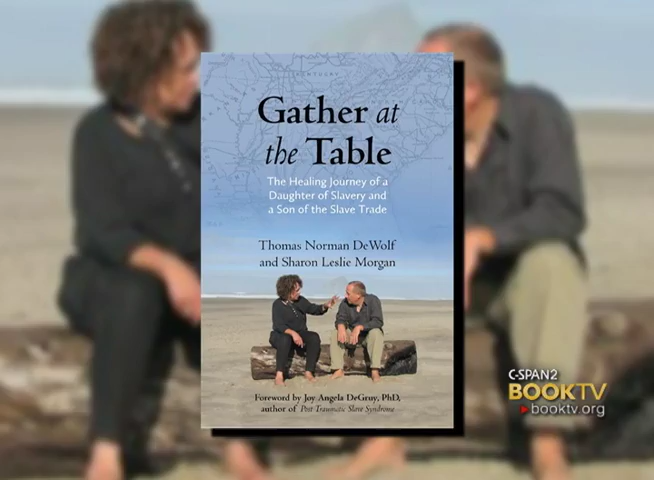 KENTUCKY
Gather at
the Table
The Healing Journey of a
Daughter of Slavery and
a Son of the Slave Trade
Thomas Norman DeWolf
and Sharon Leslie Morgan
Foreword by Joy Angela DeGruy, PhD,
author of Post Traumatic Slave Syndrome
C-SPAN2
BOOKTV
booktv.org